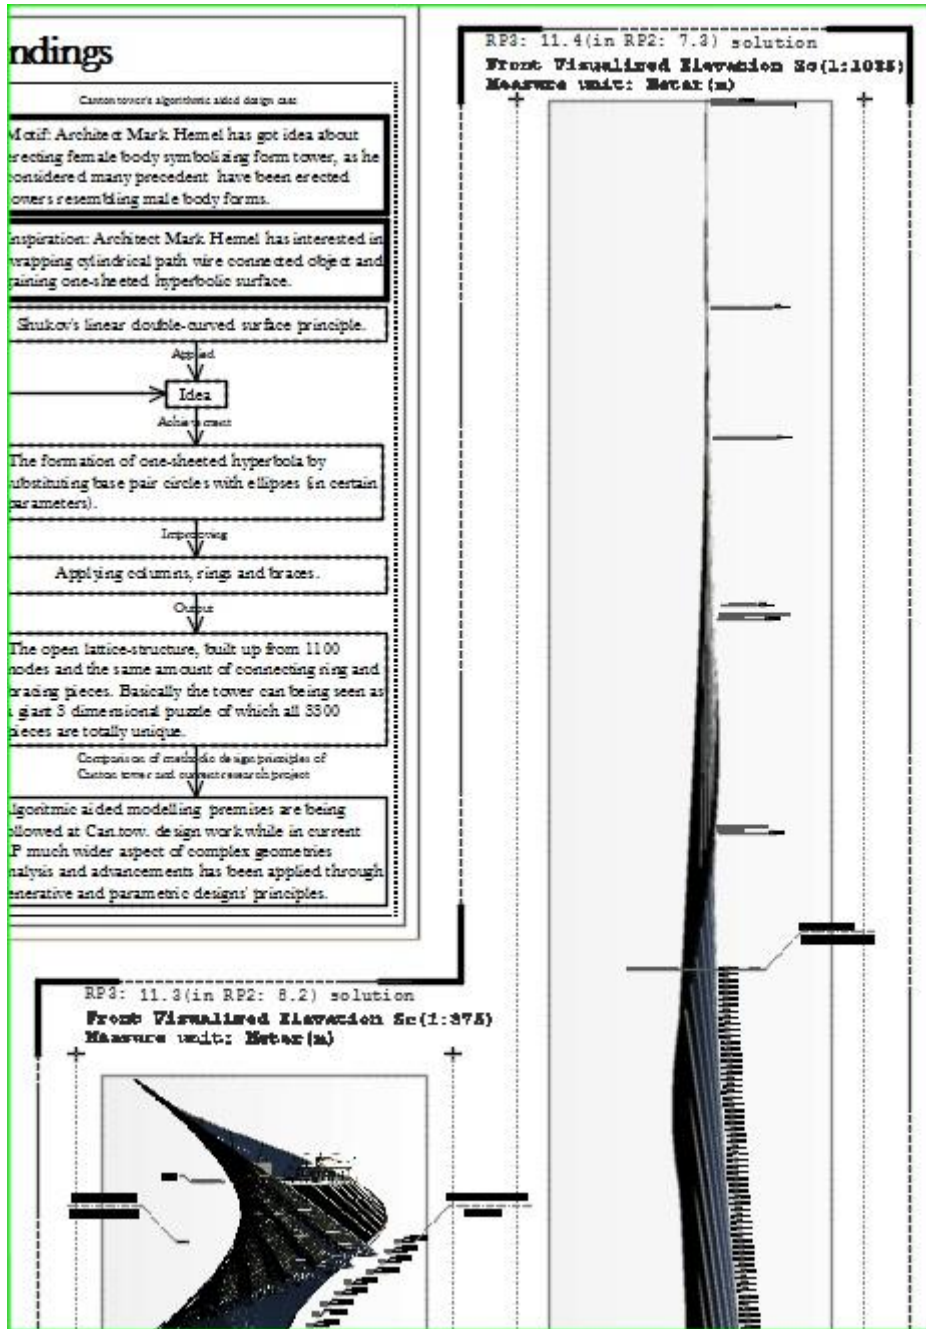 ndings
Canton tower's algorithmic aided design case
Motif: Architect Mark Hemel has got idea about
erecting female body symbolizing form tower, as he
considered many precedent have been erected
towers resembling male body forms.
Inspiration: Architect Mark Hemel has interested in
wrapping cylindrical path wire connected object and
gaining one-sheeted hyperbolic surface.
Shukov's linear double-curved surface principle.
Applied
Idea
Achievement
The formation of one-sheeted hyperbola by
substituting base pair circles with ellipses (in certain
parameters).
Improving
Applying columns, rings and braces.
Output
The open lattice-structure, built up from 1100
nodes and the same amount of connecting ring and
bracing pieces. Basically the tower can being seen as
a giant 3 dimensional puzzle of which all 3300
pieces are totally unique.
Comparison of methodic design principles of
Canton tower and current research project
Algoritmic aided modelling premises are being
followed at Can.tow. design work while in current
RP much wider aspect of complex geometries
analysis and advancements has been applied through
generative and parametric designs' principles.
RP3: 11.4(in RP2: 7.3) solution
Front Visualized Elevation Sc(1:1085)
Measure unit: Meter(m)
RP3: 11.3(in RP2: 8.2) solution
Front Visualized Elevation Sc(1:375)
Measure unit: Meter(m)